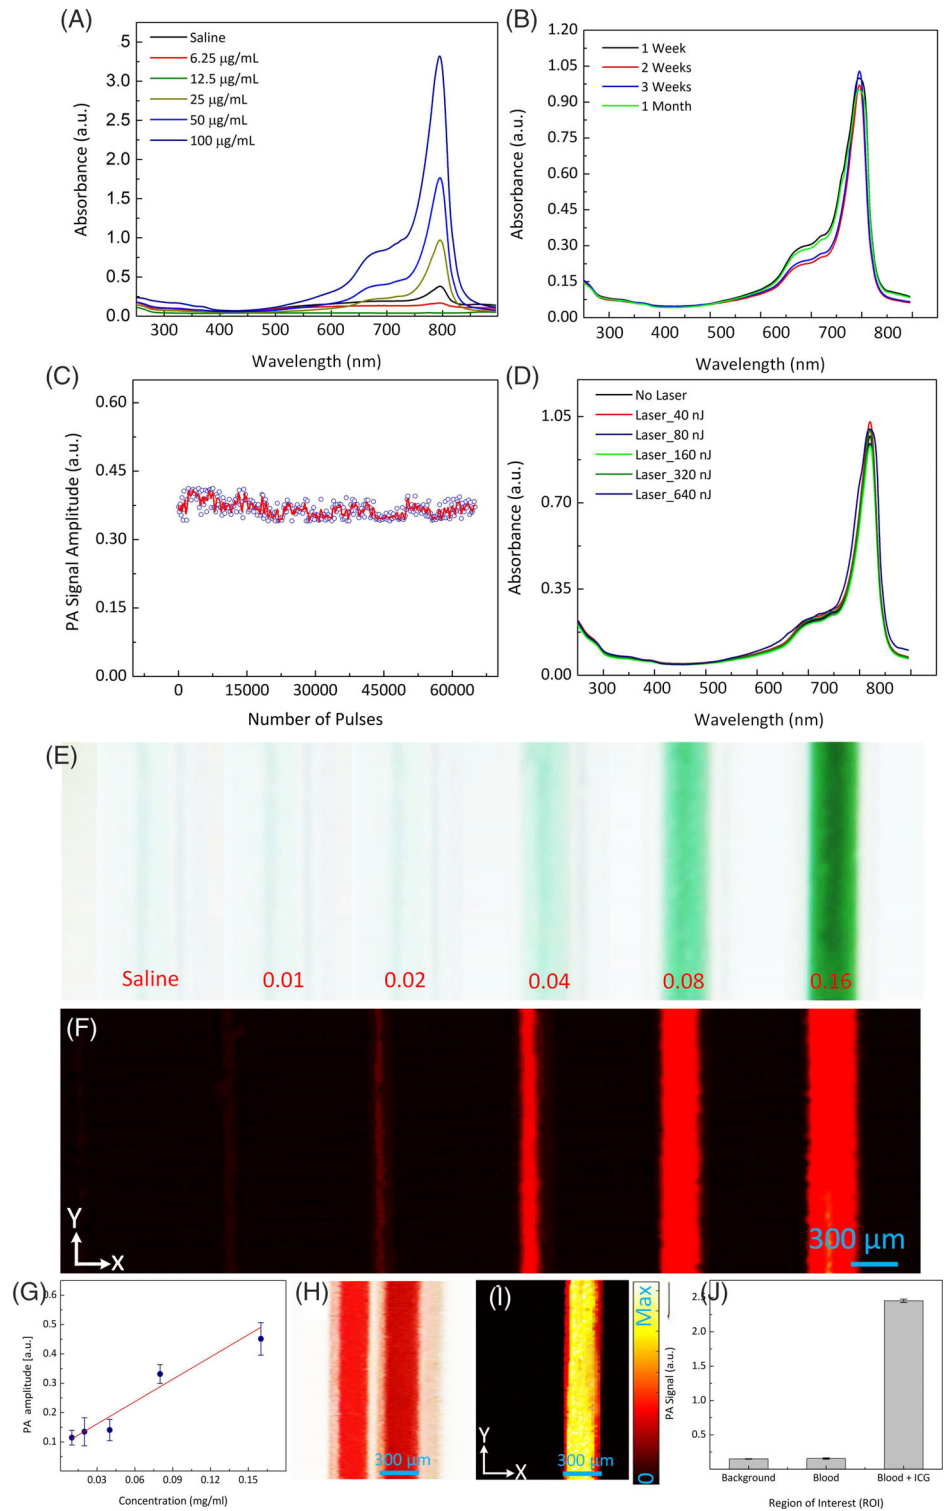 (A)
5
3.0
2.5
2.0
1.5
1.0
0.5
0.0
Absorbance (a.u.)
Saline
6.25 µg/mL
12.5 µg/mL
25 µg/mL
50 µg/mL
100 µg/mL
300 400 500 600 700 800
Wavelength (nm)
(B)
1.20
1.05
0.90
0.75
0.60
0.45
0.30
0.15
0.00
Absorbance (a.u.)
1 Week
2 Weeks
3 Weeks
1 Month
300 400 500 600 700 800
Wavelength (nm)
(C)
0.60
0.45
0.30
0.15
0.00
PA Signal Amplitude (a.u.)
0 15000 30000 45000 60000
Number of Pulses
(D)
1.05
0.70
0.35
0.00
Absorbance (a.u.)
No Laser
Laser_40 nJ
Laser_80 nJ
Laser_160 nJ
Laser_320 nJ
Laser_640 nJ
300 400 500 600 700 800
Wavelength (nm)
(E)
Saline 0.01 0.02 0.04 0.08 0.16
(F)
Y
X
300 µm
(G)
0.6
0.5
0.4
0.3
0.2
0.1
PA amplitude [a.u.]
0.03 0.06 0.09 0.12 0.15
Concentration (mg/ml)
(H)
300 µm
(I)
Y
X
300 µm
Max
0
(J)
2.5
2.0
1.5
1.0
0.5
PA Signal (a.u.)
Background Blood Blood + ICG
Region of Interest (ROI)